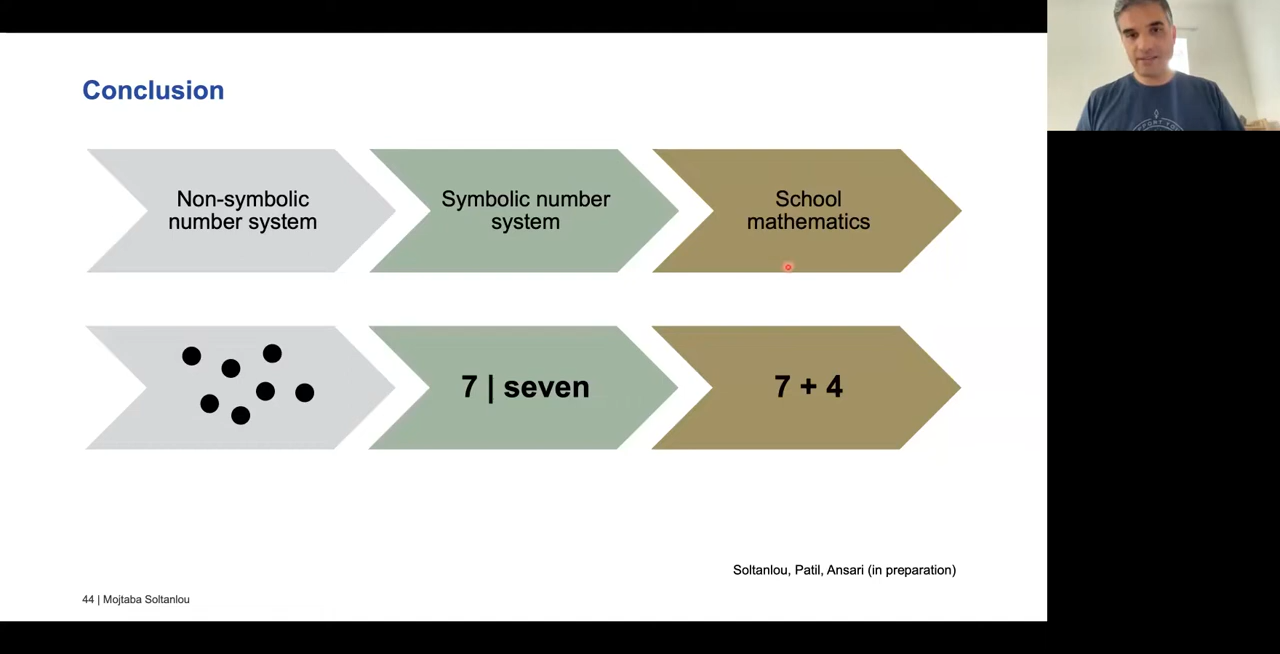 Conclusion
Non-symbolic
number system
Symbolic number
system
School
mathematics
7 | seven
7 + 4
Soltanlou, Patil, Ansari (in preparation)
44 | Mojtaba Soltanlou